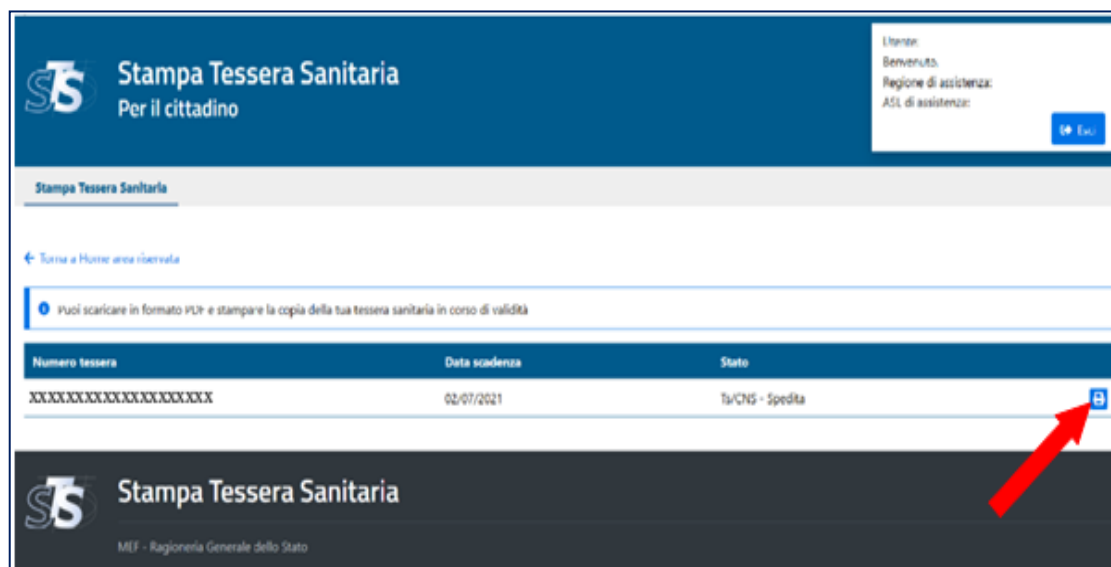 STS
Stampa Tessera Sanitaria
Per il cittadino
Utente:
Benvenuto.
Regione di assistenza:
ASL di assistenza:
Esci
Stampa Tessera Sanitaria
Torna a Home area riservata
Puoi scaricare in formato PDF e stampare la copia della tua tessera sanitaria in corso di validità
Numero tessera Data scadenza Stato
XXXXXXXXXXXXXXXXXXXX 02/07/2021 Ts/CNS - Spedita
STS
Stampa Tessera Sanitaria
MEF - Ragioneria Generale dello Stato